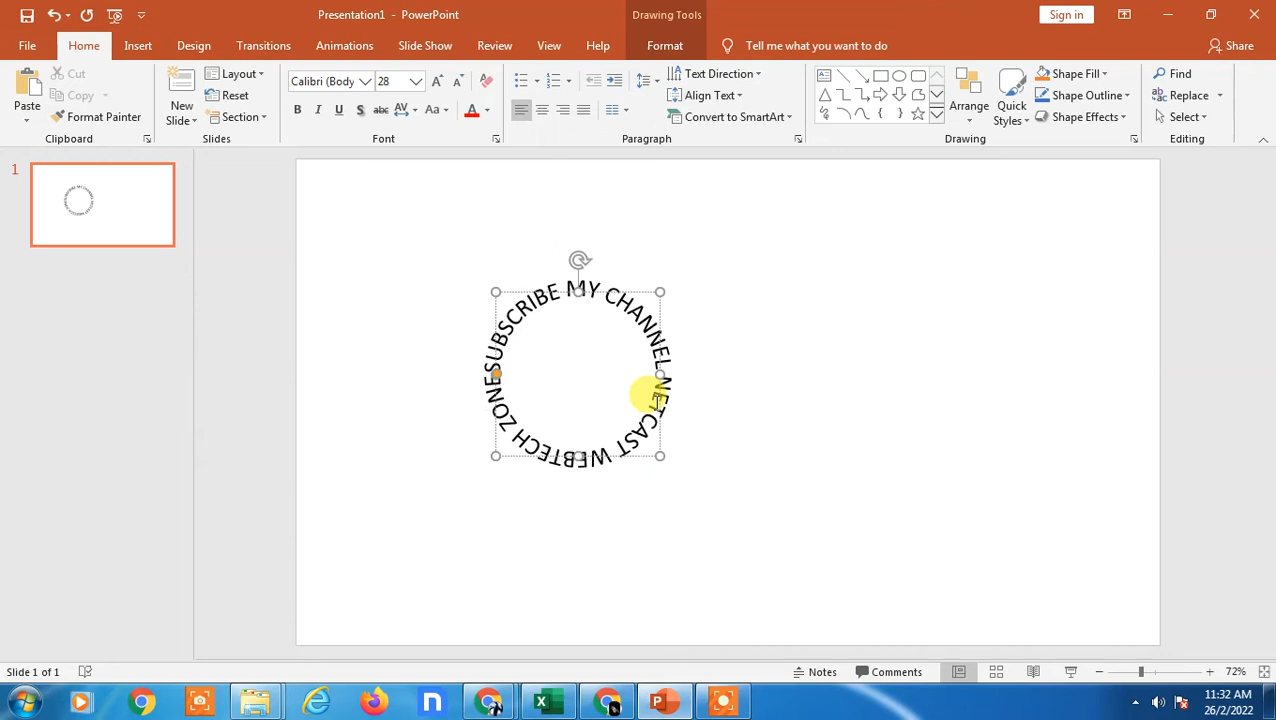 Presentation1 - PowerPoint
Drawing Tools
Sign in
File
Home
Insert
Design
Transitions
Animations
Slide Show
Review
View
Help
Format
Tell me what you want to do
Share
Paste
Cut
Copy
Format Painter
Clipboard
New Slide
Layout
Reset
Section
Slides
Calibri (Body
28
B I U abc AV Aa A
Font
Text Direction
Align Text
Convert to SmartArt
Paragraph
Arrange
Quick Styles
Shape Fill
Shape Outline
Shape Effects
Drawing
Find
Replace
Select
Editing
1
SUBSCRIBE MY CHANNEL NETCAST WEBTECH ZONE
Slide 1 of 1
Notes
Comments
72%
11:32 AM
26/2/2022